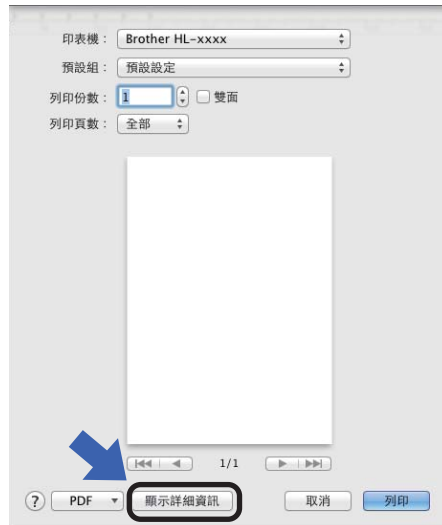 印表機： Brother HL-xxxx
預設組： 預設設定
列印份數： 1 雙面
列印頁數： 全部
1/1
? PDF 顯示詳細資訊 取消 列印